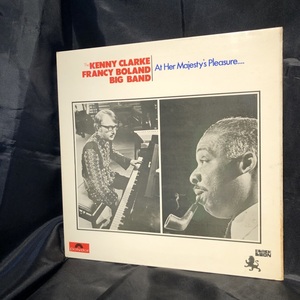 The KENNY CLARKE
FRANCY BOLAND
BIG BAND
At Her Majesty's Pleasure....